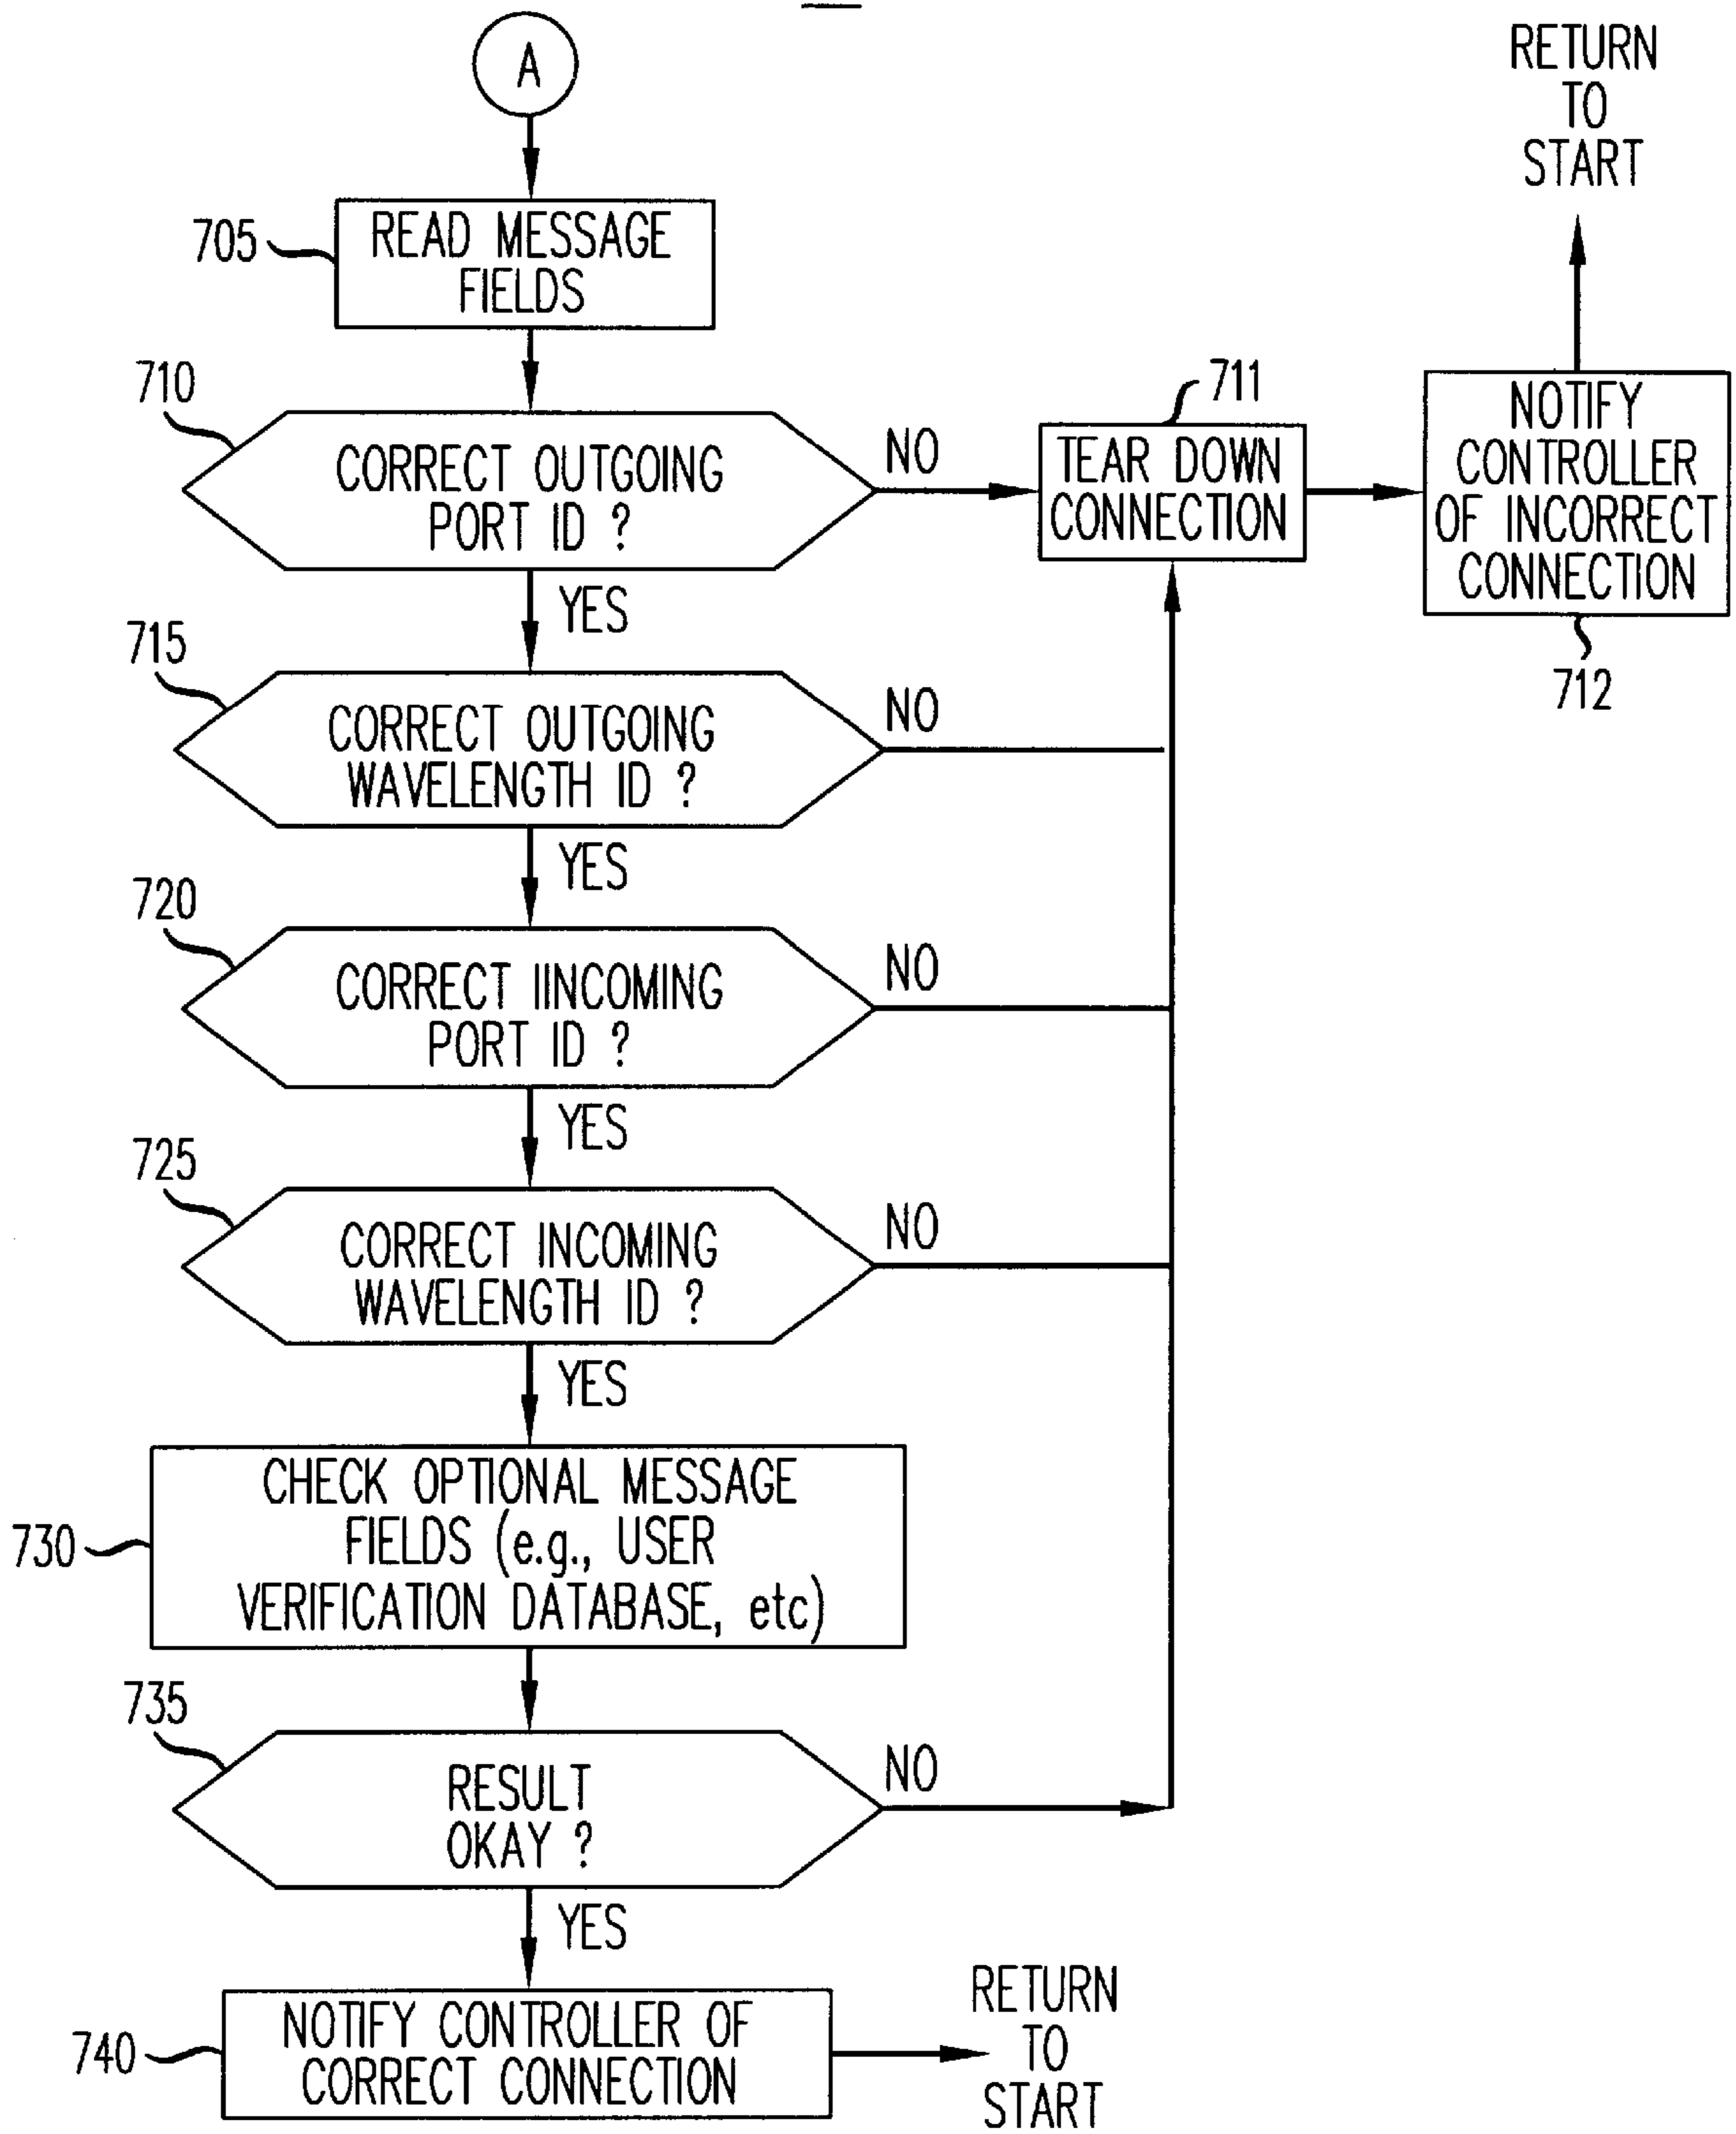 A
RETURN
TO
START
705
READ MESSAGE
FIELDS
710
CORRECT OUTGOING
PORT ID ?
NO
YES
711
TEAR DOWN
CONNECTION
NOTIFY
CONTROLLER
OF INCORRECT
CONNECTION
712
715
CORRECT OUTGOING
WAVELENGTH ID ?
NO
YES
720
CORRECT IINCOMING
PORT ID ?
NO
YES
725
CORRECT INCOMING
WAVELENGTH ID ?
NO
YES
730
CHECK OPTIONAL MESSAGE
FIELDS (e.g., USER
VERIFICATION DATABASE, etc)
735
RESULT
OKAY ?
NO
YES
740
NOTIFY CONTROLLER OF
CORRECT CONNECTION
RETURN
TO
START